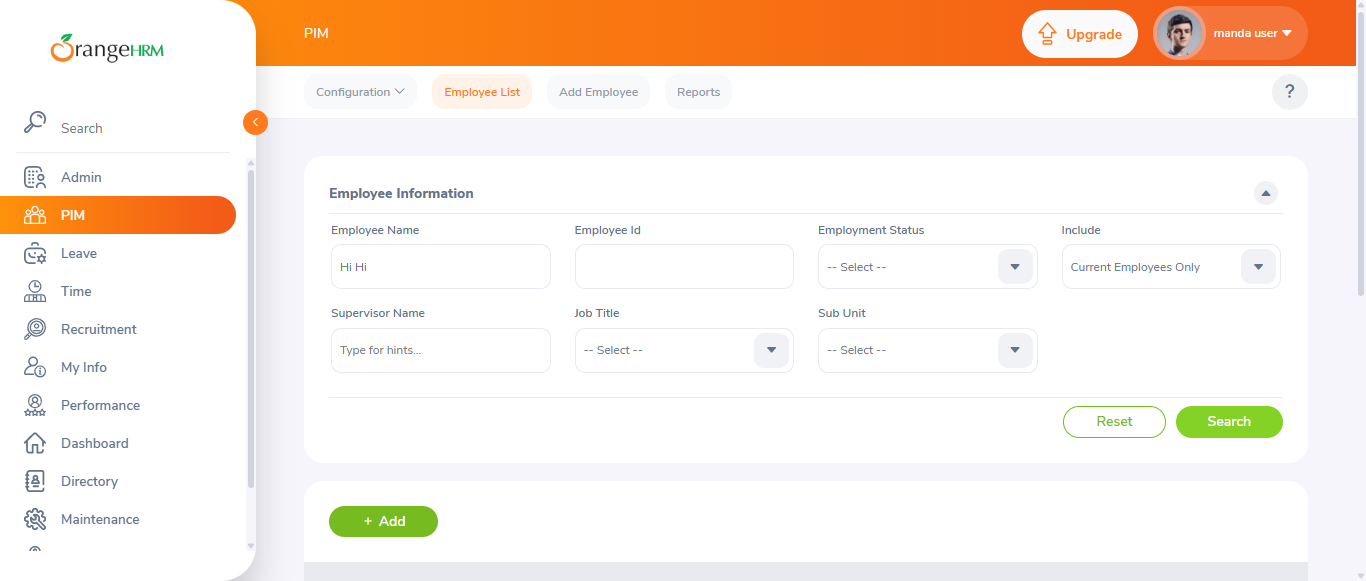 OrangeHRM
PIM
Upgrade
manda user
Configuration
Employee List
Add Employee
Reports
?
Search
Admin
PIM
Leave
Time
Recruitment
My Info
Performance
Dashboard
Directory
Maintenance
Employee Information
Employee Name
Employee Id
Employment Status
Include
Hi Hi
-- Select --
Current Employees Only
Supervisor Name
Job Title
Sub Unit
Type for hints...
-- Select --
-- Select --
Reset
Search
+ Add